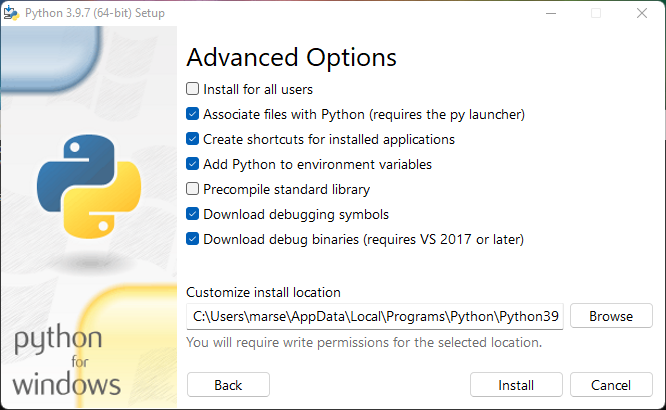 Python 3.9.7 (64-bit) Setup
Advanced Options
Install for all users
Associate files with Python (requires the py launcher)
Create shortcuts for installed applications
Add Python to environment variables
Precompile standard library
Download debugging symbols
Download debug binaries (requires VS 2017 or later)
Customize install location
C:\Users\marse\AppData\Local\Programs\Python\Python39
Browse
You will require write permissions for the selected location.
python
for
windows
Back
Install
Cancel